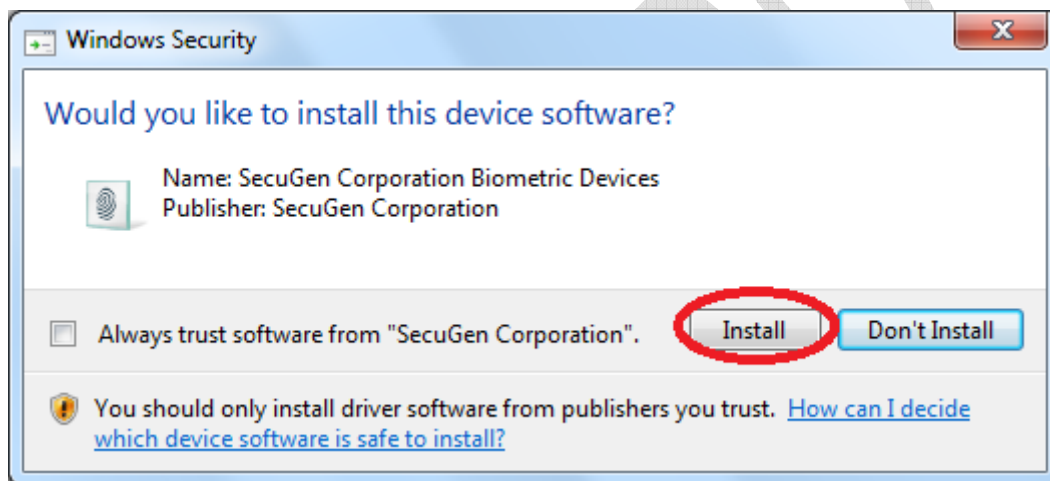 Windows Security
Would you like to install this device software?
Name: SecuGen Corporation Biometric Devices
Publisher: SecuGen Corporation
Always trust software from "SecuGen Corporation".
Install
Don't Install
You should only install driver software from publishers you trust. How can I decide
which device software is safe to install?